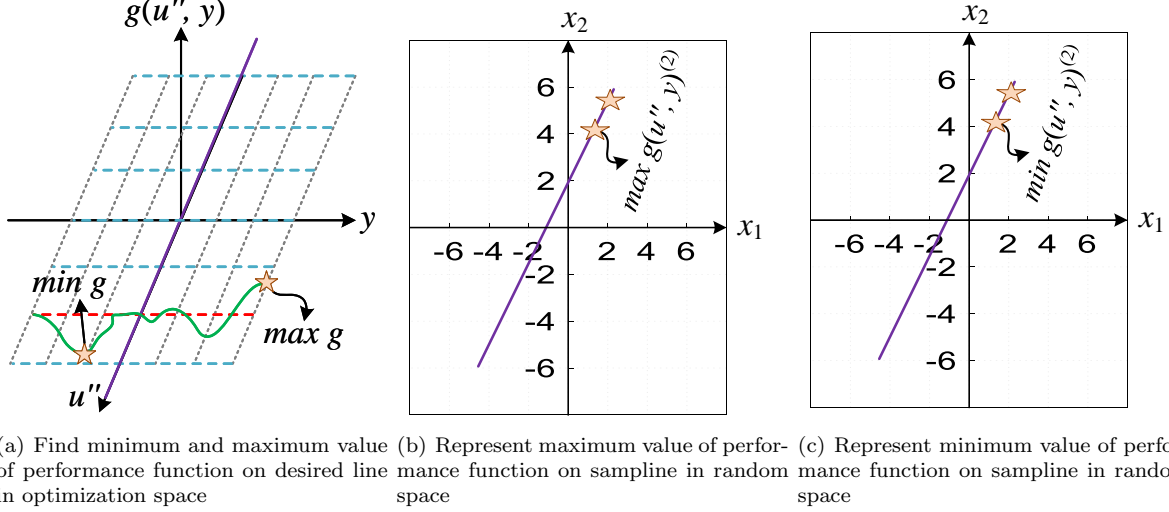 g(u", y)
y
min g
max g
u"
x2
6
4
2
-6 -4 -2
2 4 6
-2
-4
-6
x1
max g(u", y)(2)
x2
6
4
2
-6 -4 -2
2 4 6
-2
-4
-6
x1
min g(u", y)(2)
(a) Find minimum and maximum value
of performance function on desired line
in optimization space
(b) Represent maximum value of perfor-
mance function on sampline in random
space
(c) Represent minimum value of perfo
mance function on sampline in rando
space